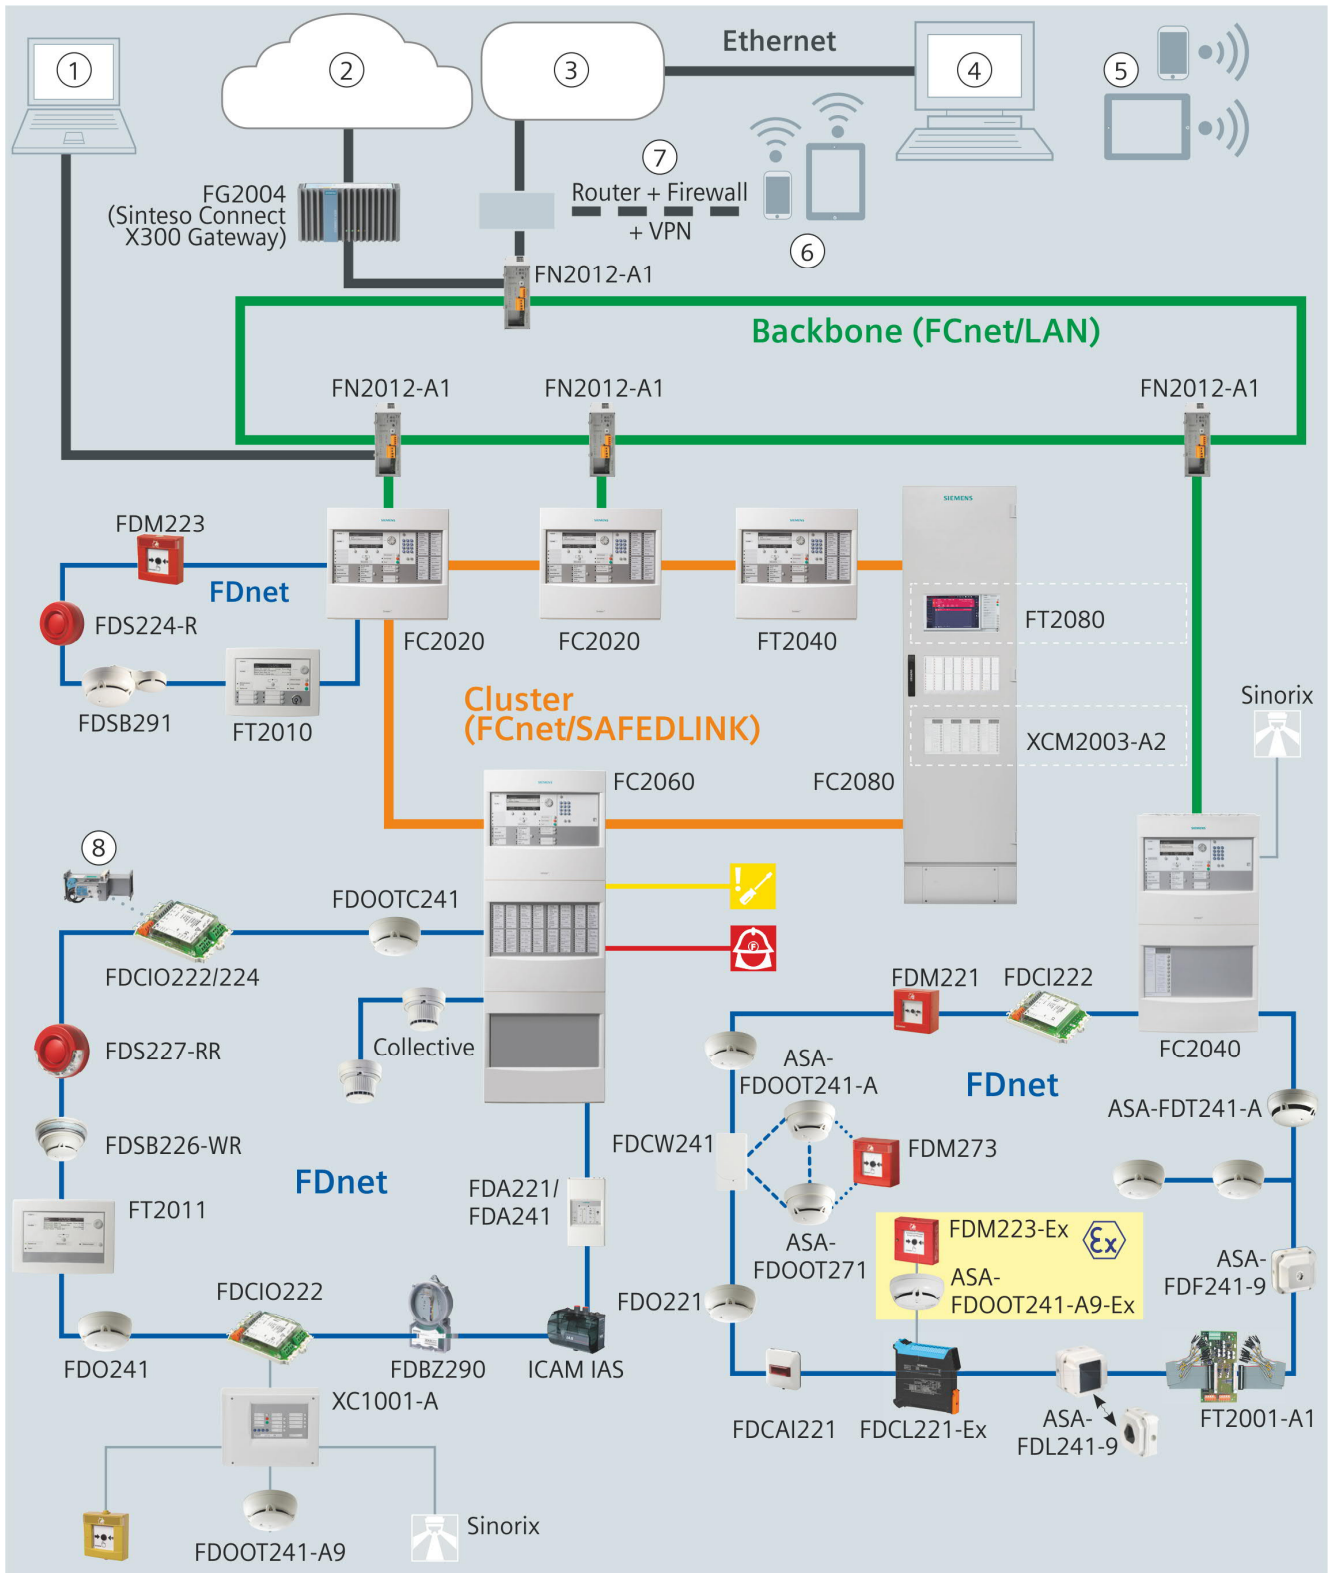 1
2
3
Ethernet
4
5
7
FG2004
(Sinteso Connect
X300 Gateway)
Router + Firewall
+ VPN
6
FN2012-A1
Backbone (FCnet/LAN)
FN2012-A1
FN2012-A1
FN2012-A1
SIEMENS
FDM223
FDnet
FDS224-R
FDSB291
FT2010
FC2020
FC2020
FT2040
FT2080
Cluster
(FCnet/SAFEDLINK)
XCM2003-A2
Sinorix
FC2060
FC2080
8
FDOOTC241
FDCIO222/224
F
FDM221
FDCI222
FDS227-RR
Collective
FC2040
ASA-
FDOOT241-A
FDnet
ASA-FDT241-A
FDSB226-WR
FDCW241
FDM273
FDnet
FT2011
FDA221/
FDA241
ASA-
FDOOT271
FDM223-Ex
Ex
ASA-
FDOOT241-A9-Ex
ASA-
FDF241-9
FDCIO222
FDO221
FDO241
FDBZ290
ICAM IAS
XC1001-A
FDCAI221
FDCL221-Ex
ASA-
FDL241-9
FT2001-A1
Sinorix
FDOOT241-A9